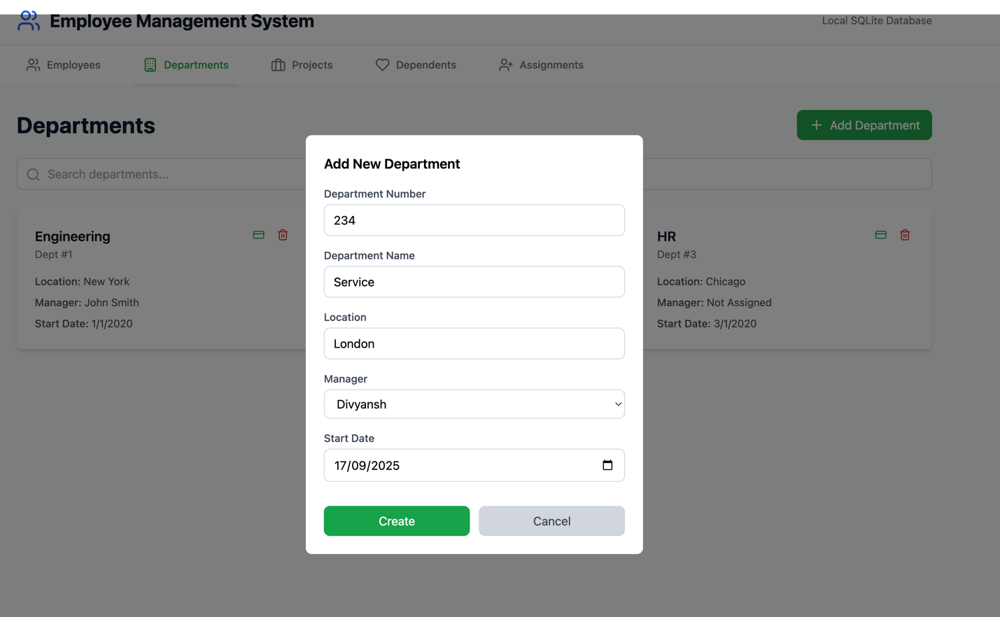 Employee Management System
Local SQLite Database
Employees
Departments
Projects
Dependents
Assignments
Departments
Add Department
Search departments...
Engineering
Dept #1
Location: New York
Manager: John Smith
Start Date: 1/1/2020
Add New Department
Department Number
234
Department Name
Service
Location
London
Manager
Divyansh
Start Date
17/09/2025
Create
Cancel
HR
Dept #3
Location: Chicago
Manager: Not Assigned
Start Date: 3/1/2020